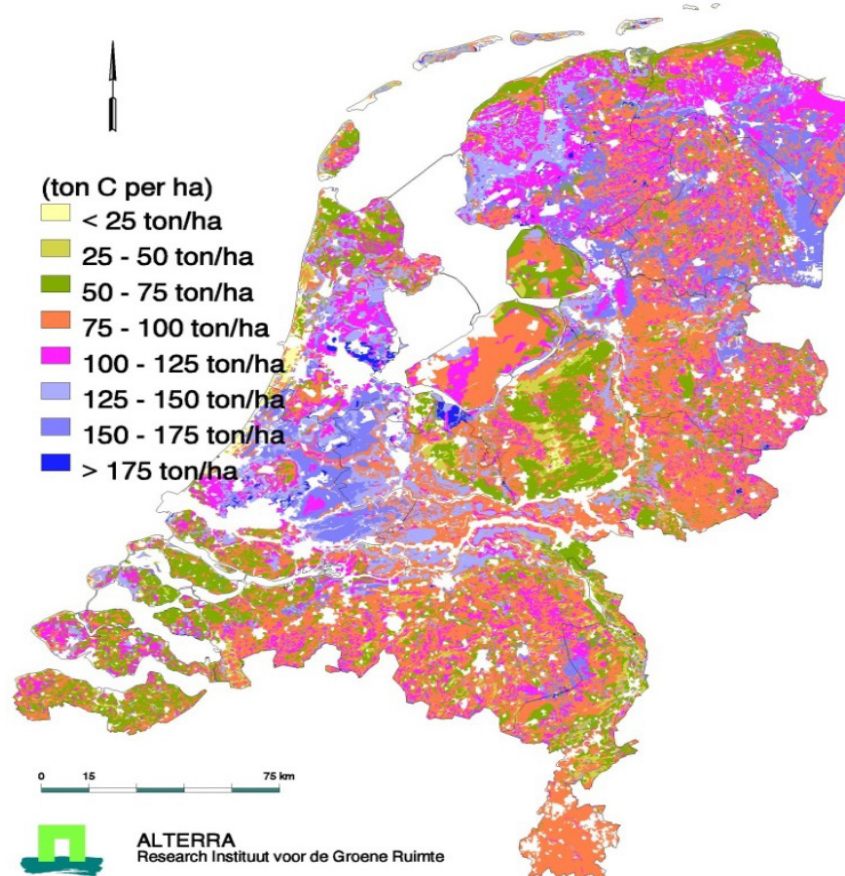 (ton C per ha)
< 25 ton/ha
25 - 50 ton/ha
50 - 75 ton/ha
75 - 100 ton/ha
100 - 125 ton/ha
125 - 150 ton/ha
150 - 175 ton/ha
> 175 ton/ha
0 15 75 km
ALTERRA
Research Instituut voor de Groene Ruimte